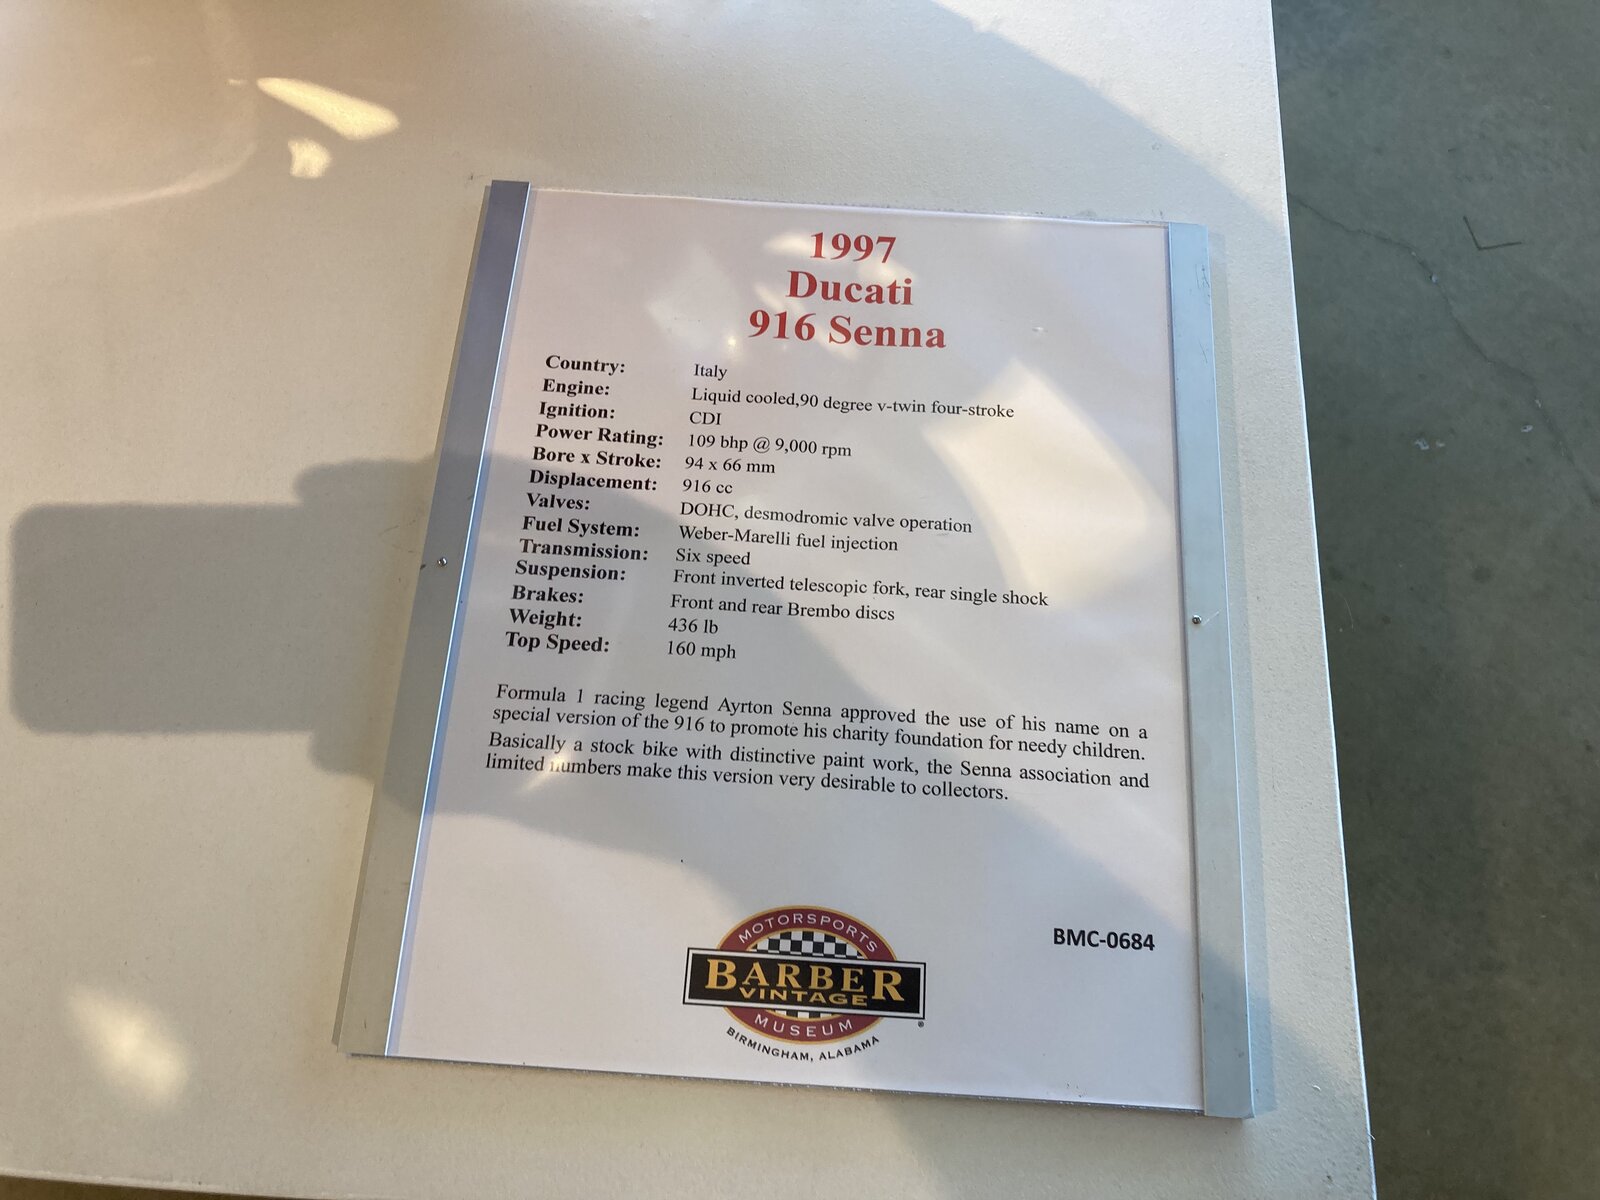 1997
Ducati
916 Senna
Country: Italy
Engine: Liquid cooled,90 degree v-twin four-stroke
Ignition: CDI
Power Rating: 109 bhp @ 9,000 rpm
Bore x Stroke: 94 x 66 mm
Displacement: 916 cc
Valves: DOHC, desmodromic valve operation
Fuel System: Weber-Marelli fuel injection
Transmission: Six speed
Suspension: Front inverted telescopic fork, rear single shock
Brakes: Front and rear Brembo discs
Weight: 436 lb
Top Speed: 160 mph
Formula 1 racing legend Ayrton Senna approved the use of his name on a
special version of the 916 to promote his charity foundation for needy children.
Basically a stock bike with distinctive paint work, the Senna association and
limited numbers make this version very desirable to collectors.
BMC-0684
MOTORSPORTS
BARBER
VINTAGE
®
MUSEUM
BIRMINGHAM, ALABAMA